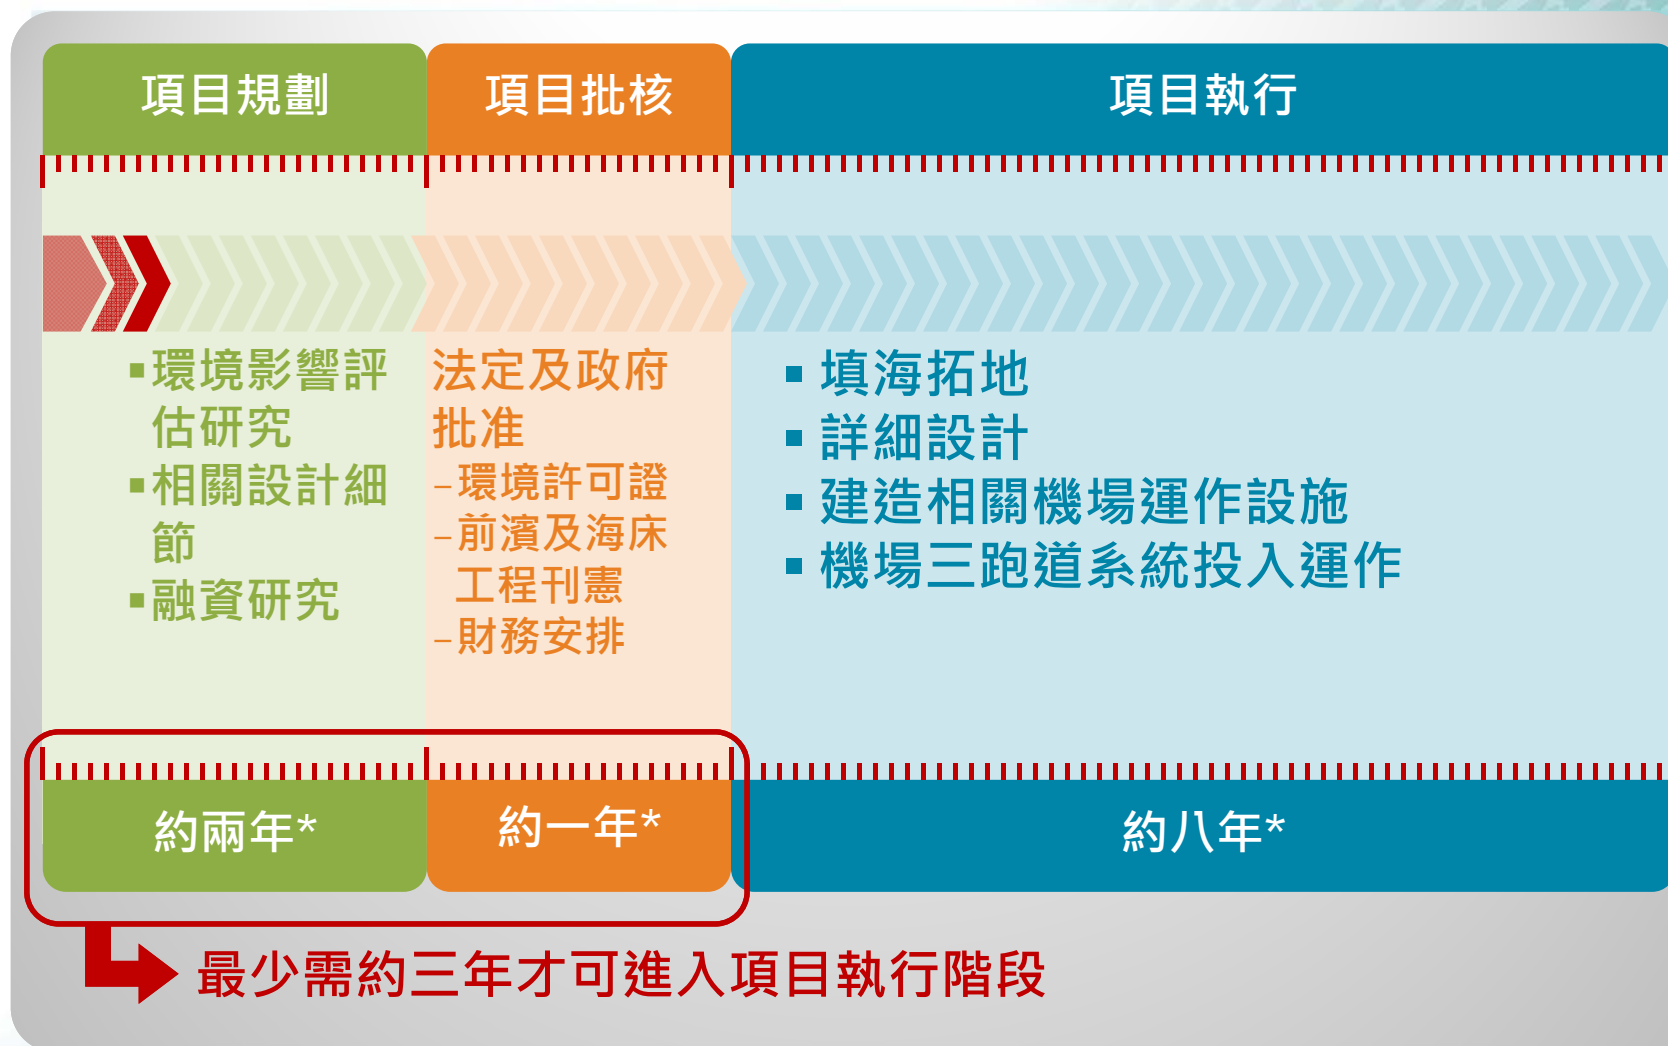 項目規劃
項目批核
項目執行
▪環境影響評
估研究
▪相關設計細
節
▪融資研究
法定及政府
批准
–環境許可證
–前濱及海床
工程刊憲
–財務安排
▪填海拓地
▪詳細設計
▪建造相關機場運作設施
▪機場三跑道系統投入運作
約兩年*
約一年*
約八年*
最少需約三年才可進入項目執行階段